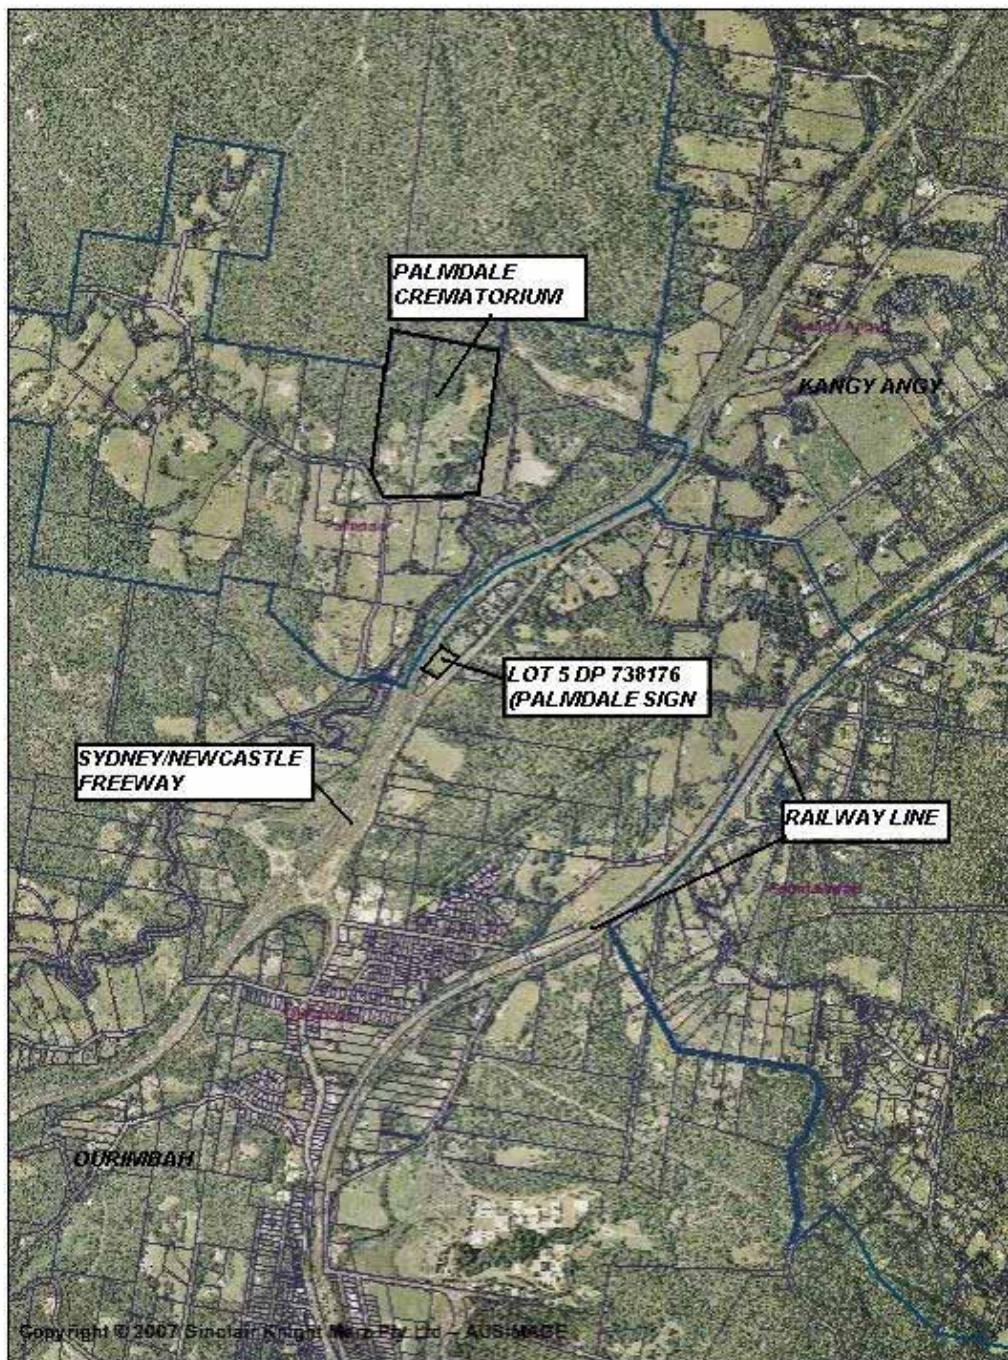 PALMDALE
CREMATORIUM
KANGY ANGY
LOT 5 DP 738176
(PALMDALE SIGN
SYDNEY/NEWCASTLE
FREEWAY
RAILWAY LINE
OURIMBAH
Copyright © 2007 Sinclair Knight Merz Pty Ltd - AUSIMAGE